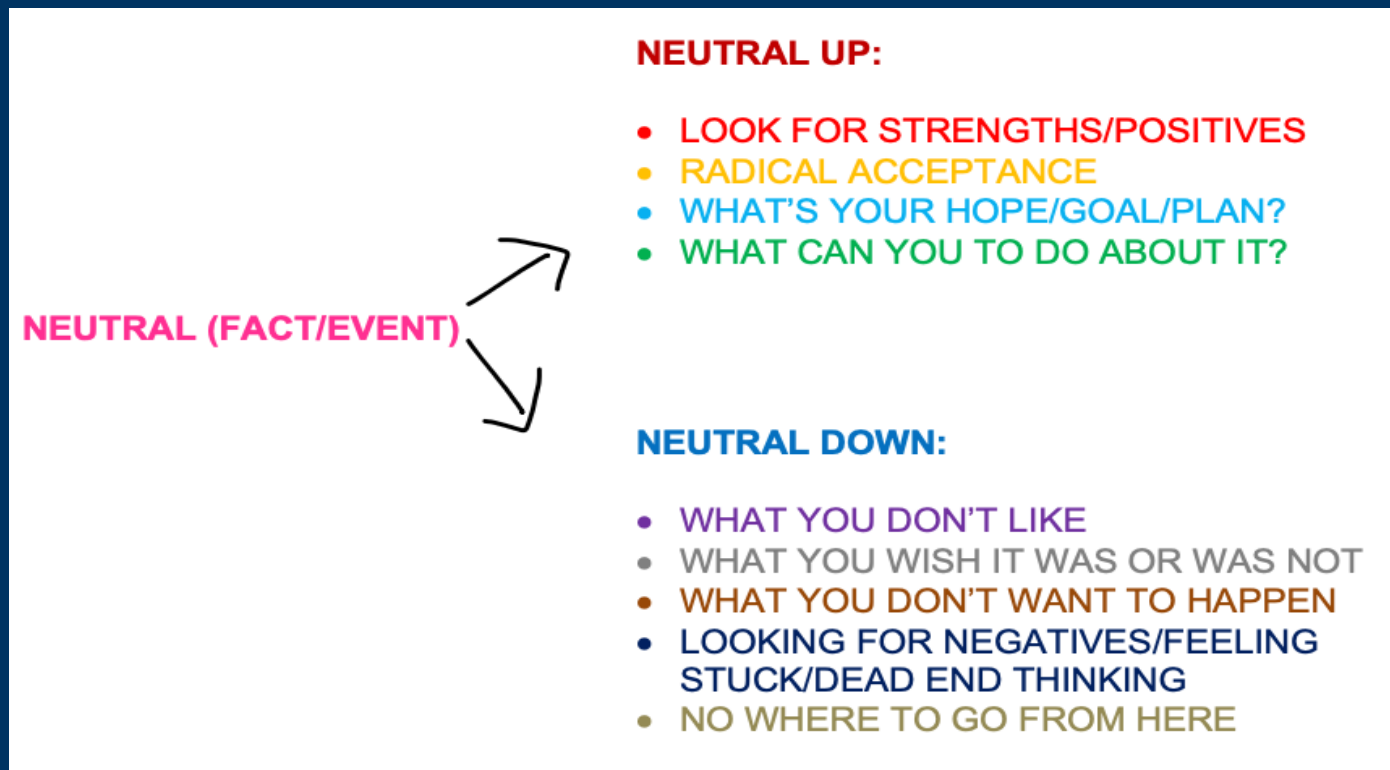 NEUTRAL UP:
• LOOK FOR STRENGTHS/POSITIVES
• RADICAL ACCEPTANCE
• WHAT’S YOUR HOPE/GOAL/PLAN?
• WHAT CAN YOU TO DO ABOUT IT?
NEUTRAL (FACT/EVENT)
NEUTRAL DOWN:
• WHAT YOU DON’T LIKE
• WHAT YOU WISH IT WAS OR WAS NOT
• WHAT YOU DON’T WANT TO HAPPEN
• LOOKING FOR NEGATIVES/FEELING
STUCK/DEAD END THINKING
• NO WHERE TO GO FROM HERE